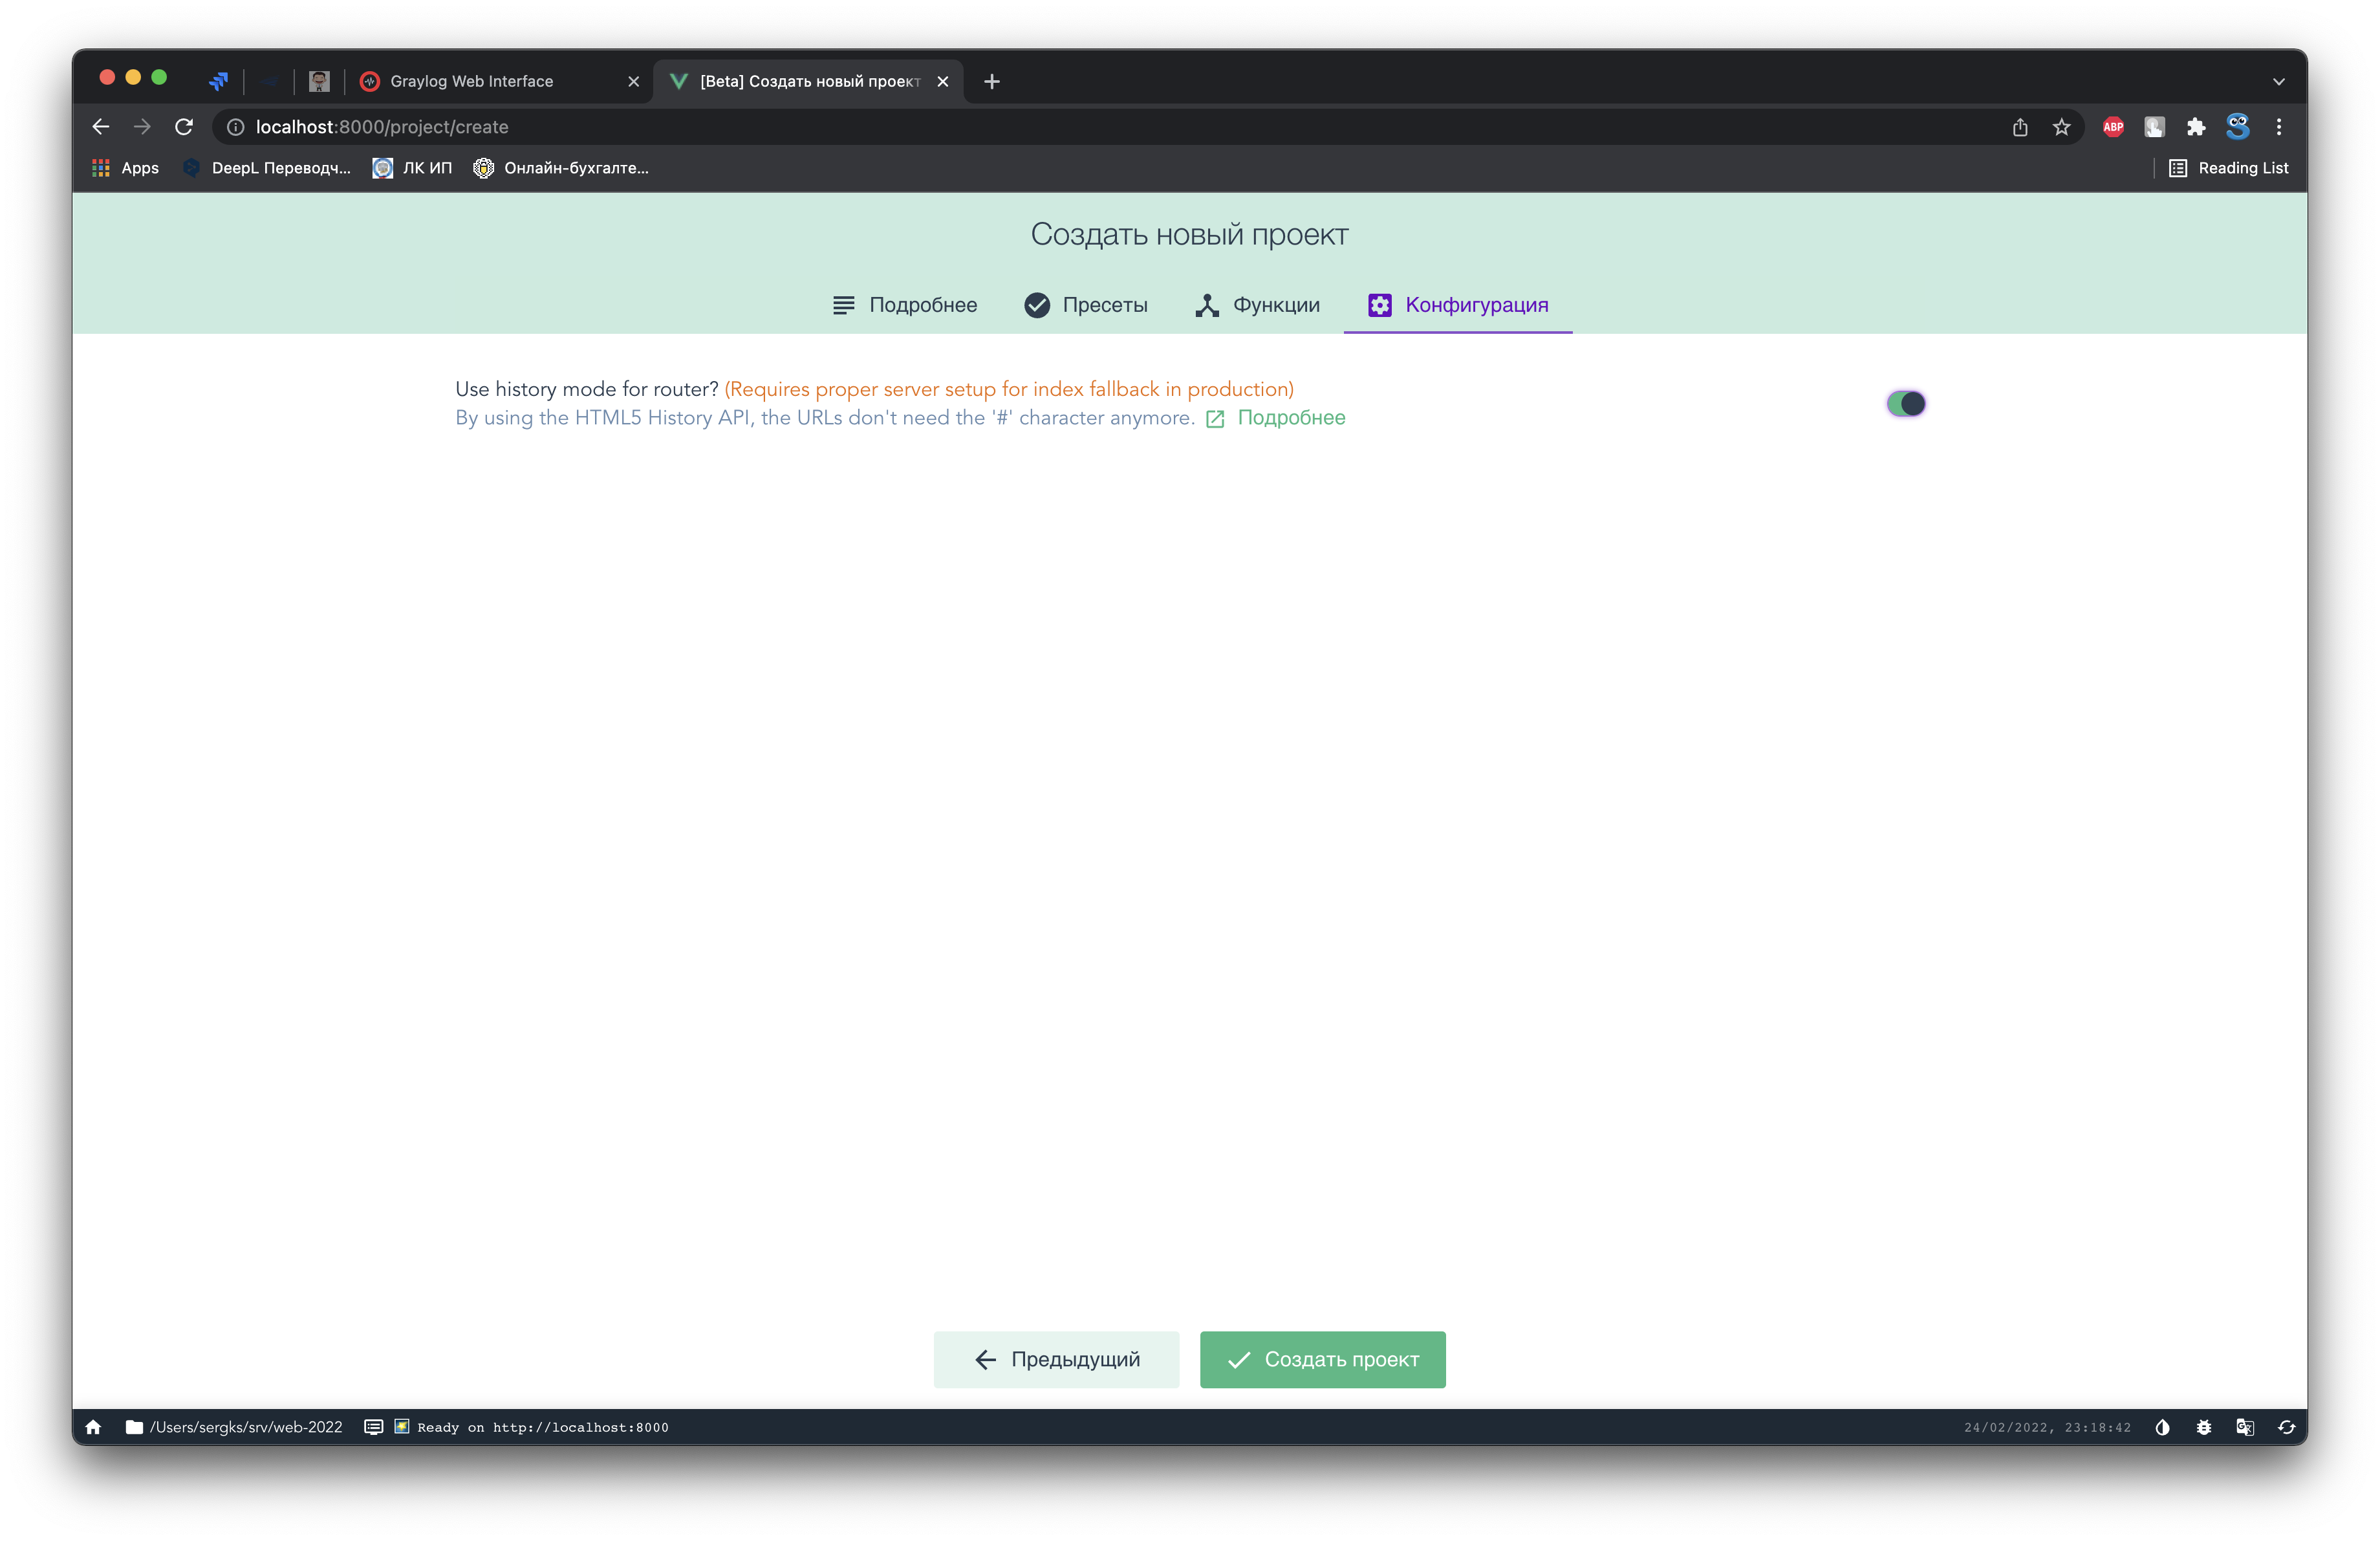 Graylog Web Interface
[Beta] Создать новый проект
localhost:8000/project/create
ABP
Apps
DeepL Переводч...
ЛК ИП
Онлайн-бухгалте...
Reading List
Создать новый проект
Подробнее
Пресеты
Функции
Конфигурация
Use history mode for router? (Requires proper server setup for index fallback in production)
By using the HTML5 History API, the URLs don't need the '#' character anymore. Подробнее
Предыдущий
Создать проект
/Users/sergks/srv/web-2022
Ready on http://localhost:8000
24/02/2022, 23:18:42